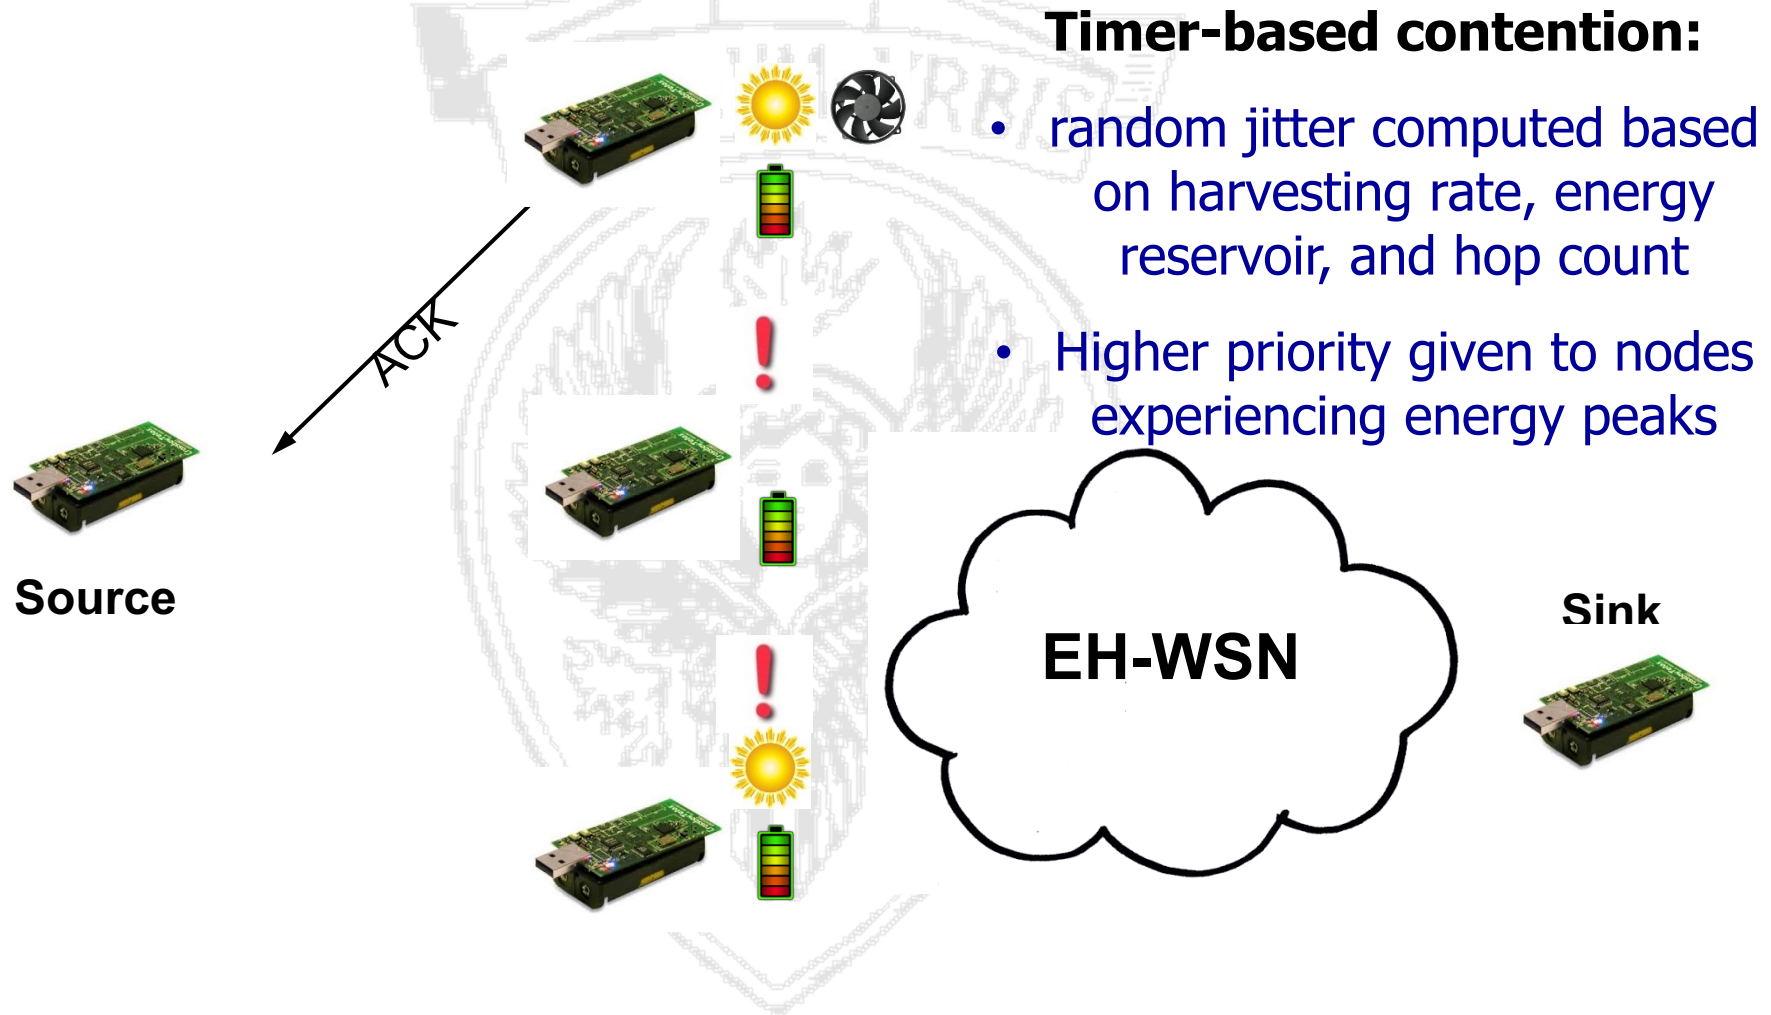 Timer-based contention:
• random jitter computed based
on harvesting rate, energy
reservoir, and hop count
• Higher priority given to nodes
experiencing energy peaks
ACK
Source
EH-WSN
Sink